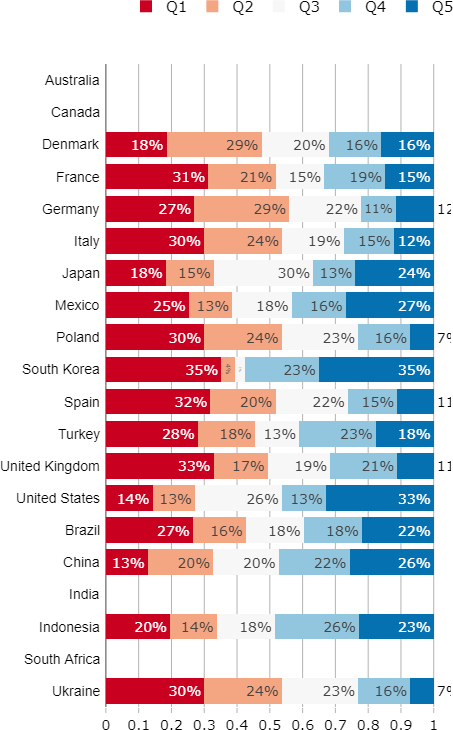 Q1 Q2 Q3 Q4 Q5
Australia
Canada
Denmark 18% 29% 20% 16% 16%
France 31% 21% 15% 19% 15%
Germany 27% 29% 22% 11% 12
Italy 30% 24% 19% 15% 12%
Japan 18% 15% 30% 13% 24%
Mexico 25% 13% 18% 16% 27%
Poland 30% 24% 23% 16% 7%
South Korea 35% 23% 35%
Spain 32% 20% 22% 15% 11
Turkey 28% 18% 13% 23% 18%
United Kingdom 33% 17% 19% 21% 11
United States 14% 13% 26% 13% 33%
Brazil 27% 16% 18% 18% 22%
China 13% 20% 20% 22% 26%
India
Indonesia 20% 14% 18% 26% 23%
South Africa
Ukraine 30% 24% 23% 16% 7%
0 0.1 0.2 0.3 0.4 0.5 0.6 0.7 0.8 0.9 1